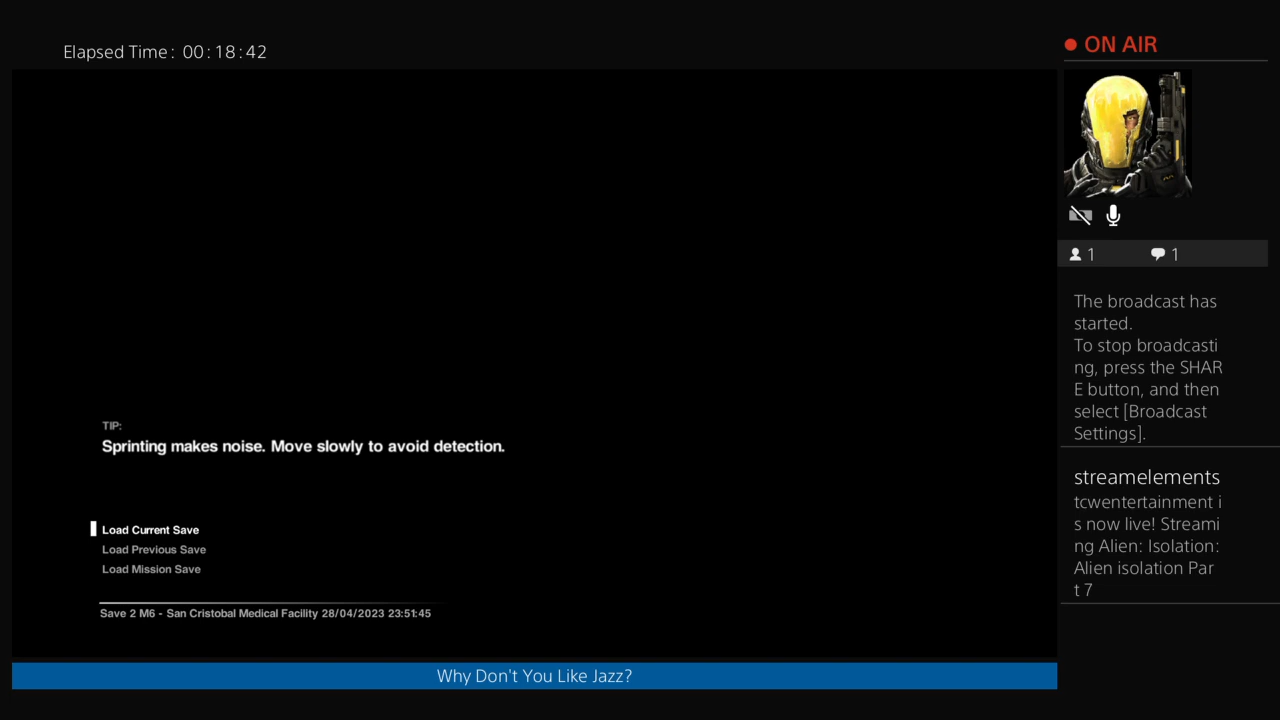 Elapsed Time: 00:18:42
ON AIR
1 1
The broadcast has
started.
To stop broadcasti
ng, press the SHAR
E button, and then
select [Broadcast
Settings].
streamelements
tcwentertainment i
s now live! Streami
ng Alien: Isolation:
Alien isolation Par
t 7
TIP:
Sprinting makes noise. Move slowly to avoid detection.
Load Current Save
Load Previous Save
Load Mission Save
Save 2 M6 - San Cristobal Medical Facility 28/04/2023 23:51:45
Why Don't You Like Jazz?